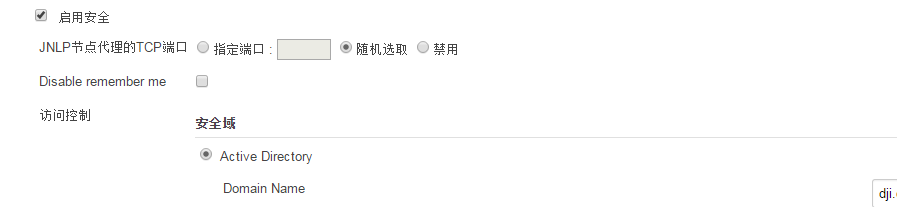 启用安全
JNLP节点代理的TCP端口 指定端口 : 随机选取 禁用
Disable remember me
访问控制
安全域
Active Directory
Domain Name dji.